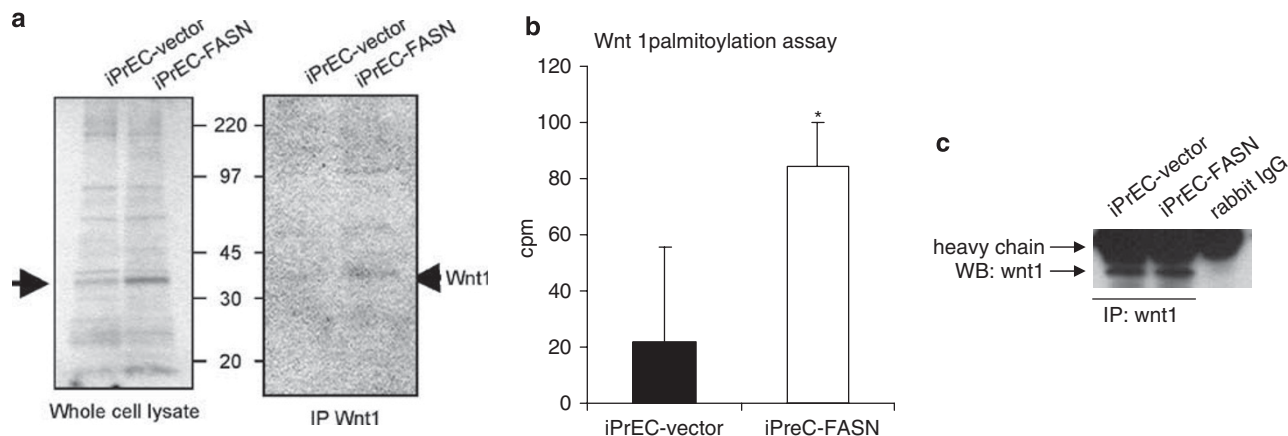 a
iPrEC-vector
iPrEC-FASN
220
97
45
30
20
Whole cell lysate
iPrEC-vector
iPrEC-FASN
Wnt1
IP Wnt1
b
Wnt 1palmitoylation assay
120
100
80
60
40
20
0
cpm
*
iPrEC-vector
iPreC-FASN
c
iPrEC-vector
iPrEC-FASN
rabbit IgG
heavy chain
WB: wnt1
IP: wnt1